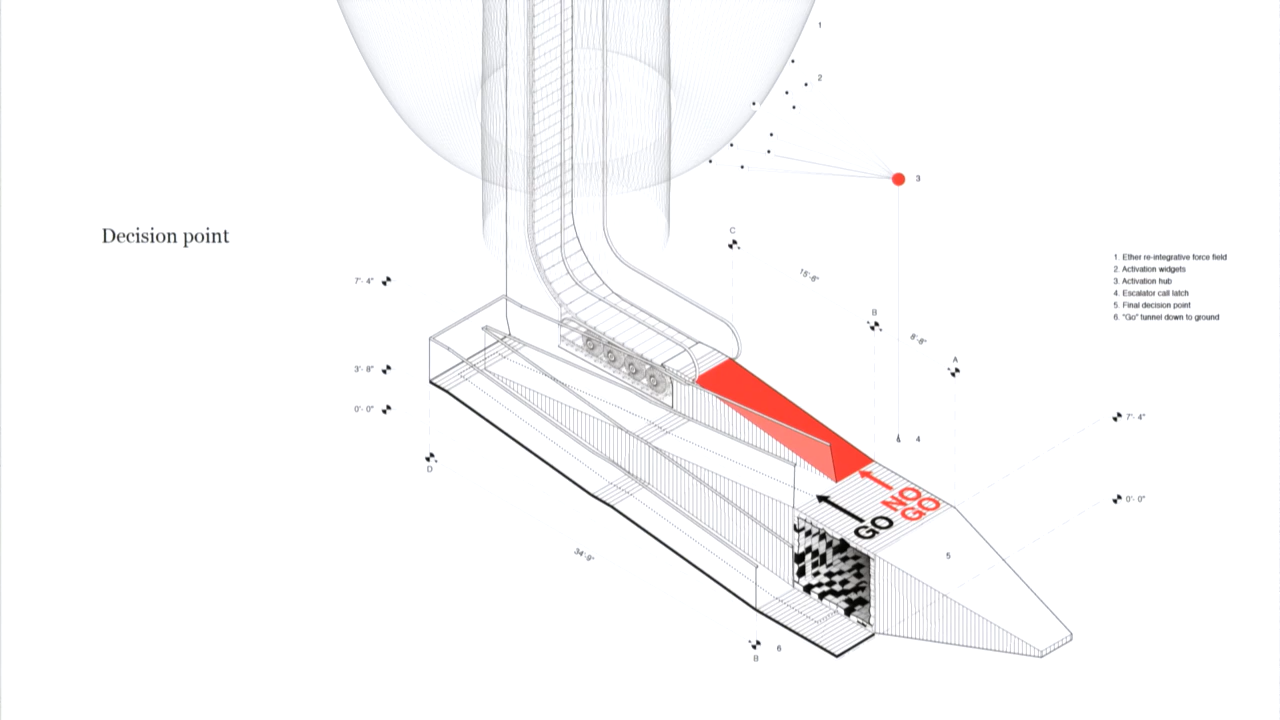 1
2
3
Decision point
C
1. Ether re-integrative force field
2. Activation widgets
3. Activation hub
4. Escalator call latch
5. Final decision point
6. "Go" tunnel down to ground
7'- 4"
15'-6"
B
8'-8"
A
3'- 8"
0'- 0"
7'- 4"
4
D
NO
GO
GO
0'- 0"
34'-9"
5
6
B